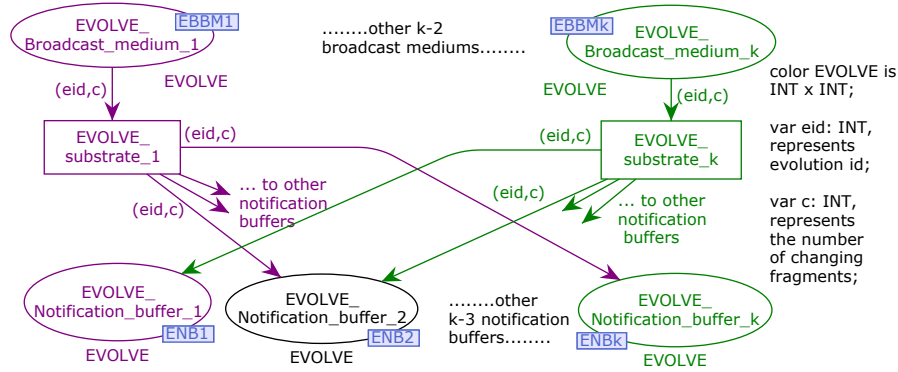 EBBM1
EVOLVE_
Broadcast_medium_1
EVOLVE
........other k-2
broadcast mediums........
EBBMk
EVOLVE_
Broadcast_medium_k
EVOLVE
color EVOLVE is
INT x INT;
var eid: INT,
represents
evolution id;
var c: INT,
represents
the number
of changing
fragments;
(eid,c)
(eid,c)
EVOLVE_
substrate_1
(eid,c)
(eid,c)
EVOLVE_
substrate_k
(eid,c)
... to other
notification
buffers
(eid,c)
... to other
notification
buffers
EVOLVE_
Notification_buffer_1
ENB1
EVOLVE
EVOLVE_
Notification_buffer_2
ENB2
EVOLVE
........other
k-3 notification
buffers........
EVOLVE_
Notification_buffer_k
ENBk
EVOLVE